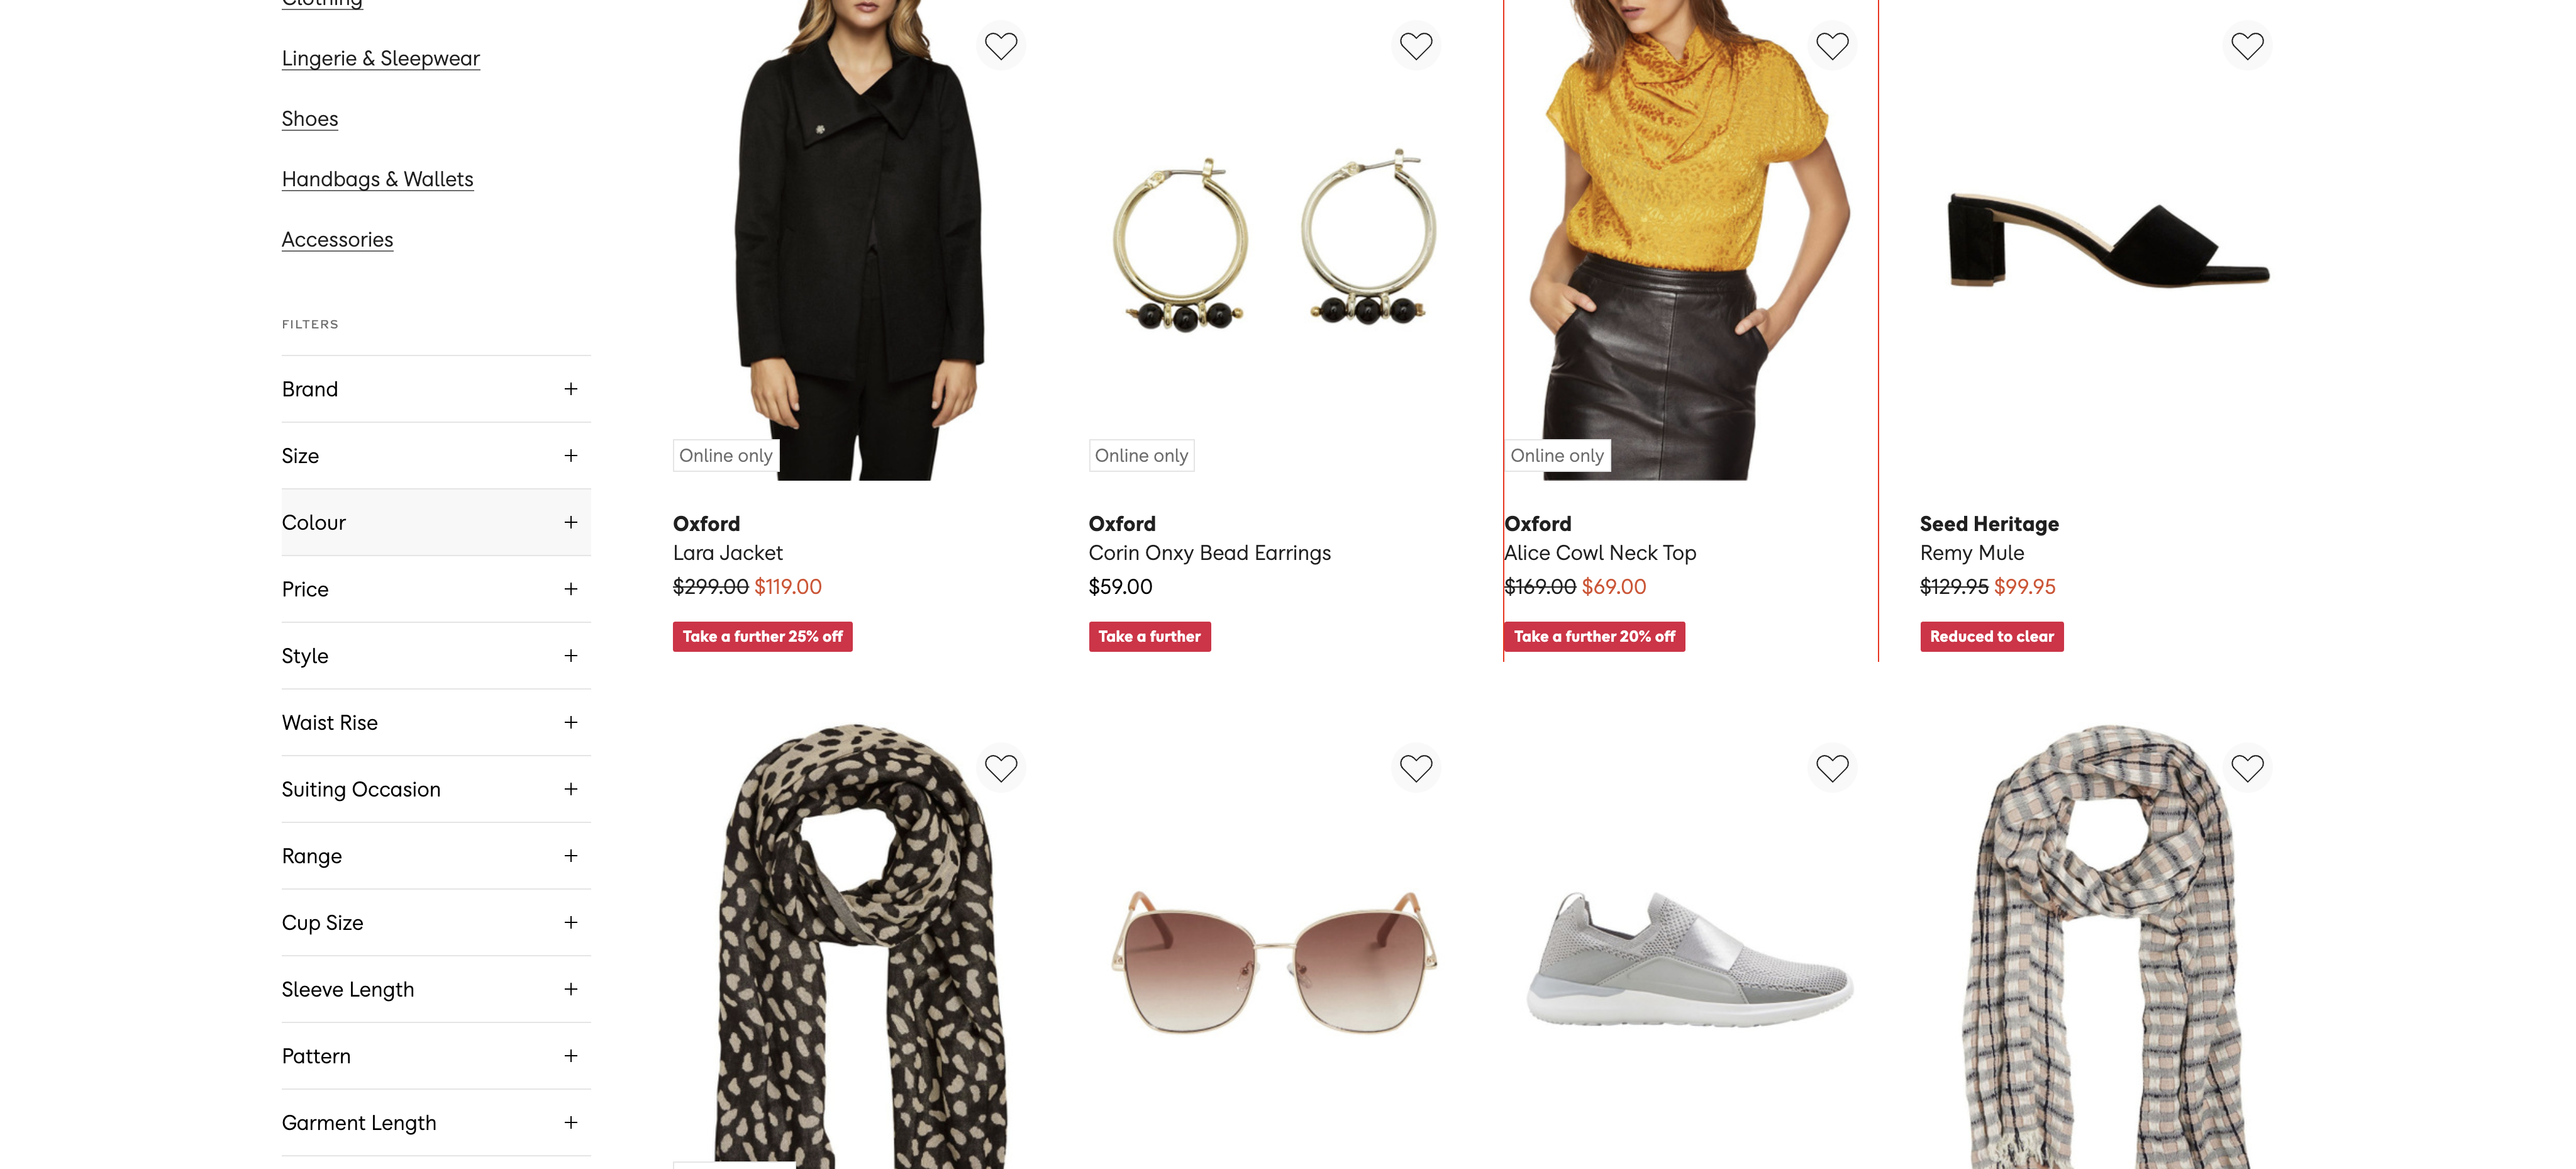 Clothing
Lingerie & Sleepwear
Shoes
Handbags & Wallets
Accessories
FILTERS
Brand
Size
Colour
Price
Style
Waist Rise
Suiting Occasion
Range
Cup Size
Sleeve Length
Pattern
Garment Length
Online only
Oxford
Lara Jacket
$299.00 $119.00
Take a further 25% off
Online only
Oxford
Corin Onxy Bead Earrings
$59.00
Take a further
Online only
Oxford
Alice Cowl Neck Top
$169.00 $69.00
Take a further 20% off
Seed Heritage
Remy Mule
$129.95 $99.95
Reduced to clear